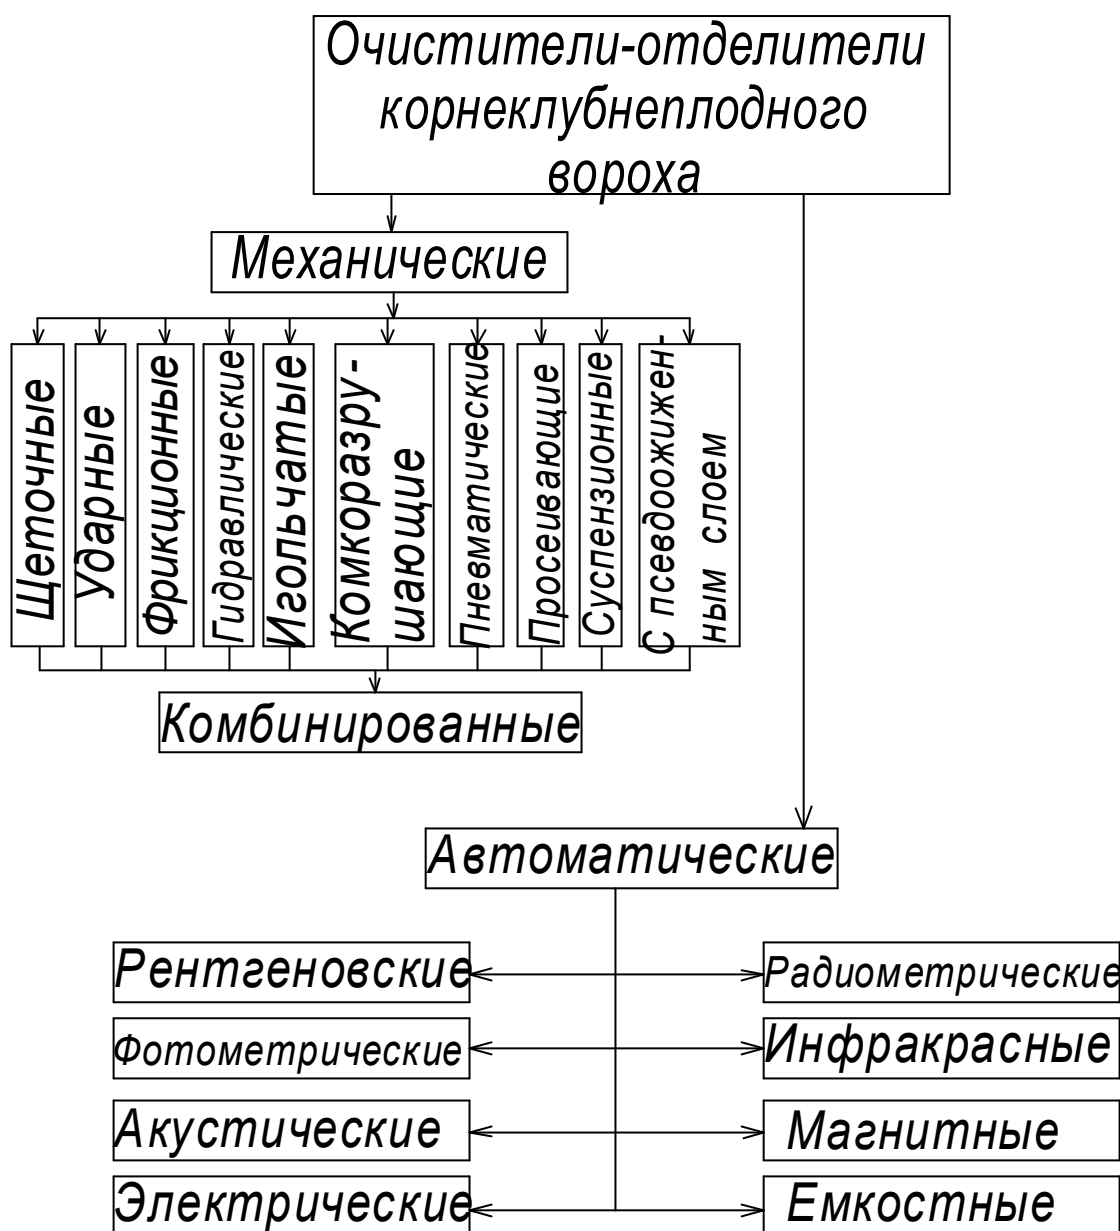 Очистители-отделители
корнеклубнеплодного
вороха
Механические
Щеточные
Ударные
Фрикционные
Гидравлические
Игольчатые
Комкоразру-
шающие
Пневматические
Просеивающие
Суспензионные
С псевдоожижен-
ным слоем
Комбинированные
Автоматические
Рентгеновские
Радиометрические
Фотометрические
Инфракрасные
Акустические
Магнитные
Электрические
Емкостные